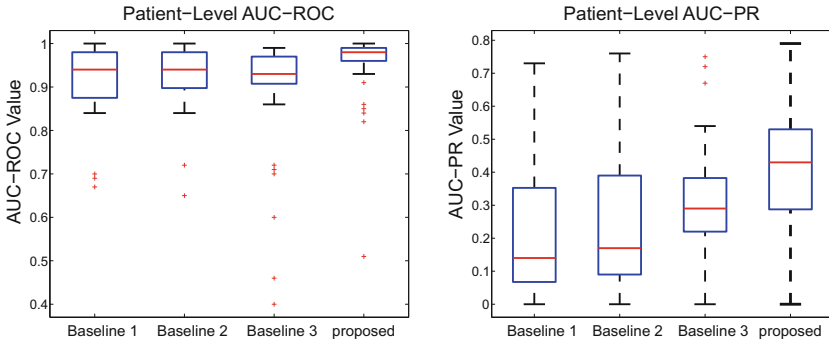 Patient−Level AUC−ROC
AUC−ROC Value
1
0.9
0.8
0.7
0.6
0.5
0.4
Baseline 1 Baseline 2 Baseline 3 proposed
Patient−Level AUC−PR
AUC−PR Value
0.8
0.7
0.6
0.5
0.4
0.3
0.2
0.1
0
Baseline 1 Baseline 2 Baseline 3 proposed